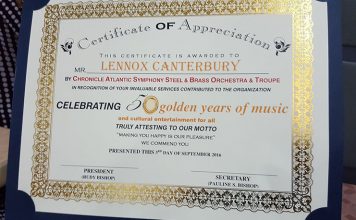 Certificate OF Appreciation
THIS CERTIFICATE IS AWARDED TO
MR. LENNOX CANTERBURY
BY CHRONICLE ATLANTIC SYMPHONY STEEL & BRASS ORCHESTRA & TROUPE
IN RECOGNITION OF YOUR INVALUABLE SERVICES CONTRIBUTED TO THE ORGANIZATION
CELEBRATING 50 golden years of music
and cultural entertainment for all
TRULY ATTESTING TO OUR MOTTO
"MAKING YOU HAPPY IS OUR PLEASURE"
WE COMMEND YOU
PRESENTED THIS 3RD DAY OF SEPTEMBER 2016
PRESIDENT
(RUDY BISHOP)
SECRETARY
(PAULINE S. BISHOP)